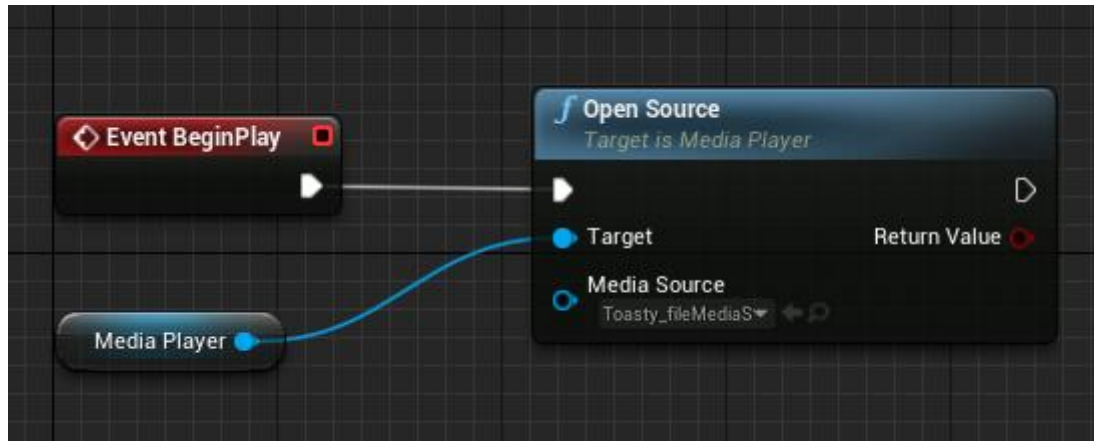 Event BeginPlay
Open Source
Target is Media Player
Target
Return Value
Media Source
Toasty_fileMediaS
Media Player